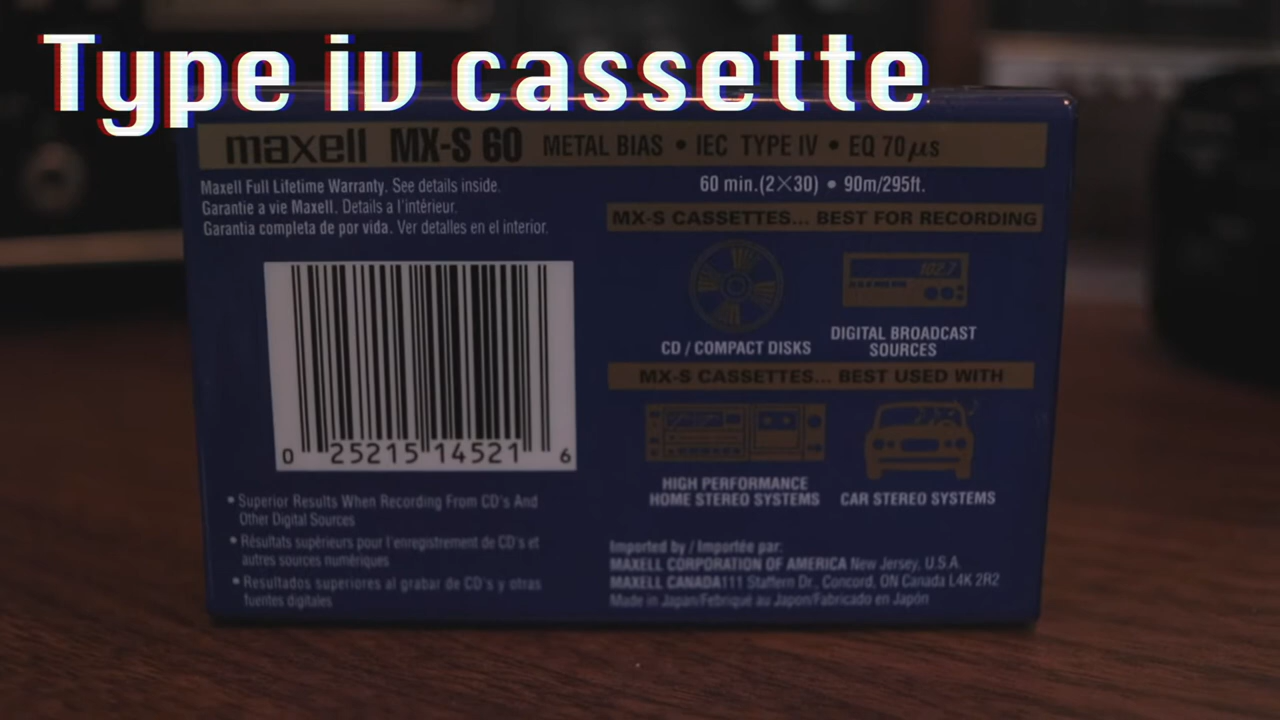 Type iv cassette
maxell MX-S 60 METAL BIAS • IEC TYPE IV • EQ 70µs
Maxell Full Lifetime Warranty. See details inside.
Garantie a vie Maxell. Details a l'intérieur.
Garantia completa de por vida. Ver detalles en el interior.
0 25215 14521 6
• Superior Results When Recording From CD's And
Other Digital Sources
• Résultats supérieurs pour l'enregistrement de CD's et
autres sources numériques
• Resultados superiores al grabar de CD's y otras
fuentes digitales
60 min.(2×30) • 90m/295ft.
MX-S CASSETTES... BEST FOR RECORDING
102.7
CD / COMPACT DISKS
DIGITAL BROADCAST
SOURCES
MX-S CASSETTES... BEST USED WITH
HIGH PERFORMANCE
HOME STEREO SYSTEMS
CAR STEREO SYSTEMS
Imported by / Importée par:
MAXELL CORPORATION OF AMERICA New Jersey, U.S.A.
MAXELL CANADA 111 Staffern Dr., Concord, ON Canada L4K 2R2
Made in Japan/Fabriqué au Japon/Fabricado en Japón